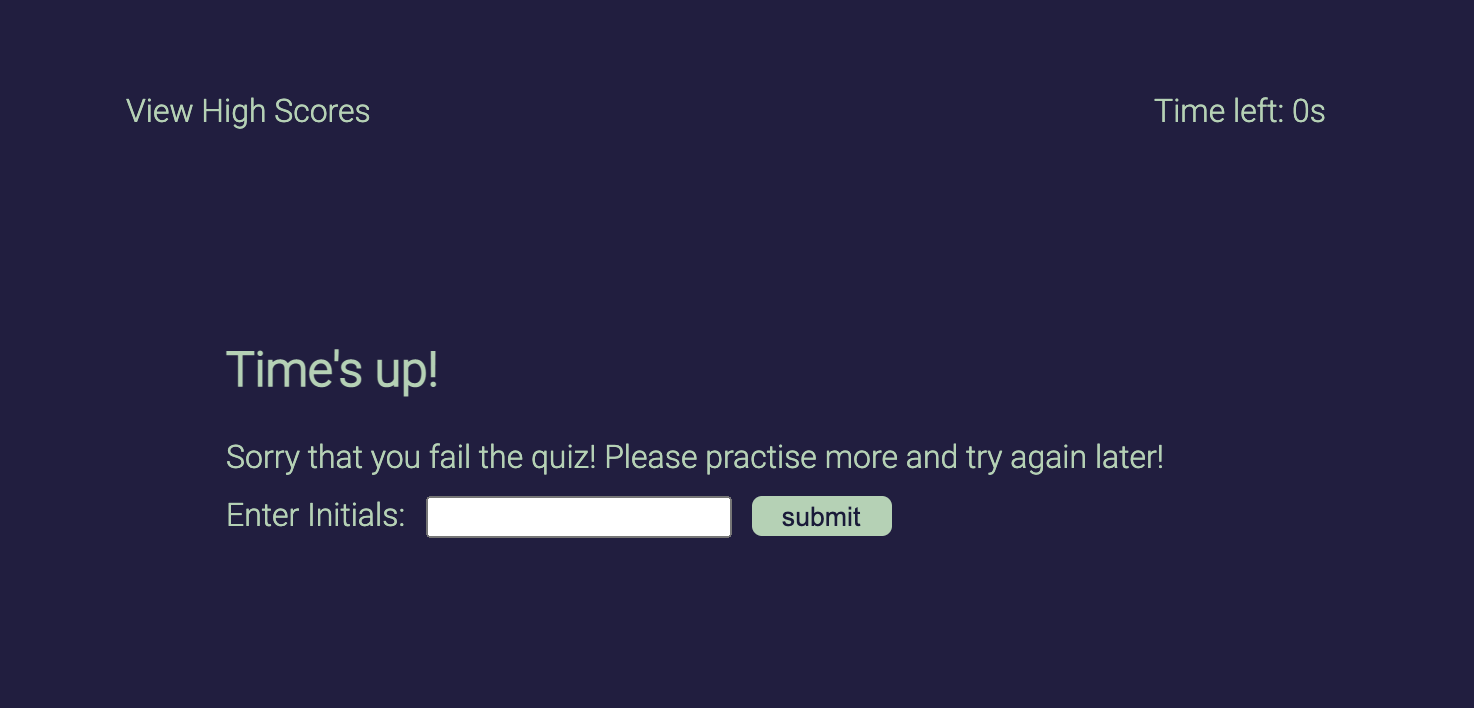 View High Scores
Time left: 0s
Time's up!
Sorry that you fail the quiz! Please practise more and try again later!
Enter Initials:
submit